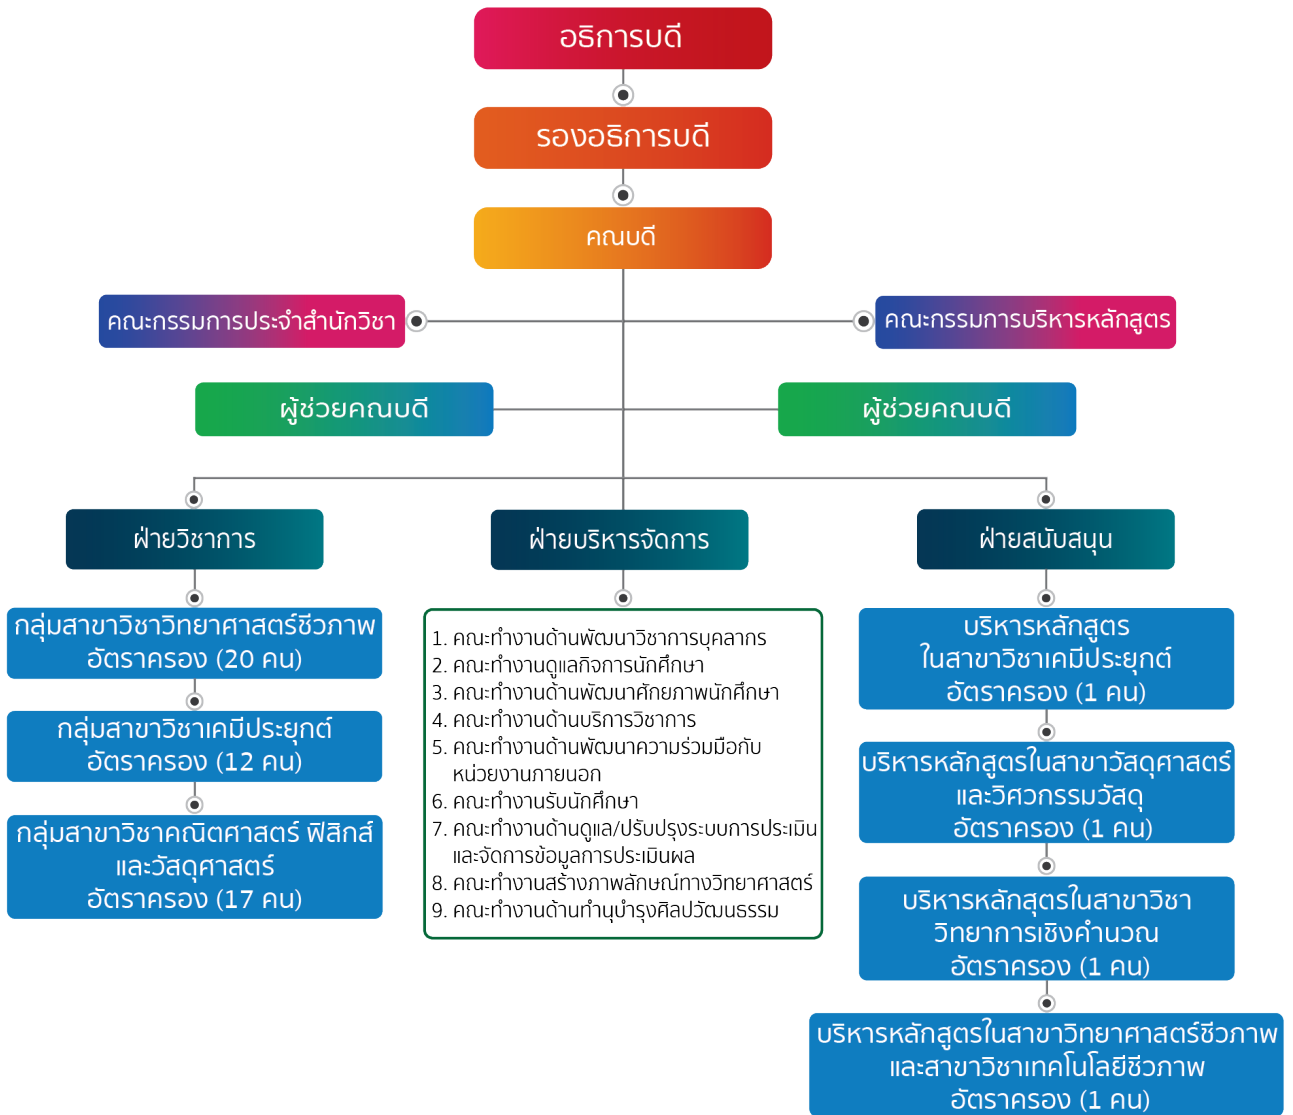 อธิการบดี
รองอธิการบดี
คณบดี
คณะกรรมการประจำสำนักวิชา
คณะกรรมการบริหารหลักสูตร
ผู้ช่วยคณบดี
ผู้ช่วยคณบดี
ฝ่ายวิชาการ
กลุ่มสาขาวิชาวิทยาศาสตร์ชีวภาพ
อัตราครอง (20 คน)
กลุ่มสาขาวิชาเคมีประยุกต์
อัตราครอง (12 คน)
กลุ่มสาขาวิชาคณิตศาสตร์ ฟิสิกส์
และวัสดุศาสตร์
อัตราครอง (17 คน)
ฝ่ายบริหารจัดการ
1. คณะทำงานด้านพัฒนาวิชาการบุคลากร
2. คณะทำงานดูแลกิจการนักศึกษา
3. คณะทำงานด้านพัฒนาศักยภาพนักศึกษา
4. คณะทำงานด้านบริการวิชาการ
5. คณะทำงานด้านพัฒนาความร่วมมือกับ
หน่วยงานภายนอก
6. คณะทำงานรับนักศึกษา
7. คณะทำงานด้านดูแล/ปรับปรุงระบบการประเมิน
และจัดการข้อมูลการประเมินผล
8. คณะทำงานสร้างภาพลักษณ์ทางวิทยาศาสตร์
9. คณะทำงานด้านทำนุบำรุงศิลปวัฒนธรรม
ฝ่ายสนับสนุน
บริหารหลักสูตร
ในสาขาวิชาเคมีประยุกต์
อัตราครอง (1 คน)
บริหารหลักสูตรในสาขาวัสดุศาสตร์
และวิศวกรรมวัสดุ
อัตราครอง (1 คน)
บริหารหลักสุตรในสาขาวิชา
วิทยาการเชิงคำนวณ
อัตราครอง (1 คน)
บริหารหลักสูตรในสาขาวิทยาศาสตร์ชีวภาพ
และสาขาวิชาเทคโนโลยีชีวภาพ
อัตราครอง (1 คน)